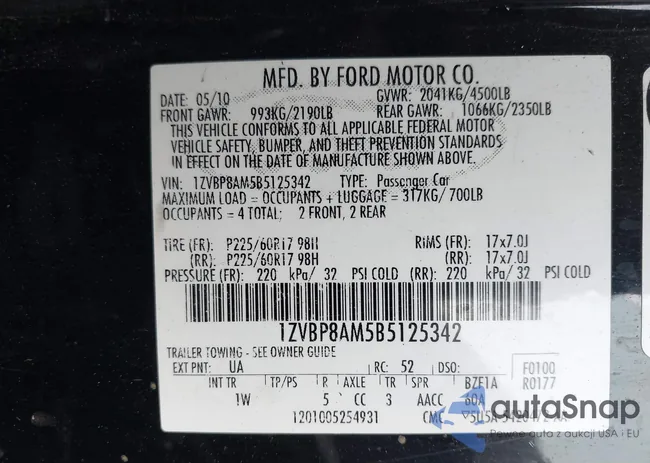 MFD. BY FORD MOTOR CO.
DATE: 05/10 GVWR: 2041KG/4500LB
FRONT GAWR: 993KG/2190LB REAR GAWR: 1066KG/2350LB
THIS VEHICLE CONFORMS TO ALL APPLICABLE FEDERAL MOTOR
VEHICLE SAFETY, BUMPER, AND THEFT PREVENTION STANDARDS
IN EFFECT ON THE DATE OF MANUFACTURE SHOWN ABOVE.
VIN: 1ZVBP8AM5B5125342 TYPE: Passenger Car
MAXIMUM LOAD = OCCUPANTS + LUGGAGE = 317KG/700LB
OCCUPANTS = 4 TOTAL; 2 FRONT, 2 REAR
TIRE (FR): P225/60R17 98H RIMS (FR): 17x7.0J
(RR): P225/60R17 98H (RR): 17x7.0J
PRESSURE (FR): 220 kPa/ 32 PSI COLD (RR): 220 kPa/ 32 PSI COLD
1ZVBP8AM5B5125342
TRAILER TOWING - SEE OWNER GUIDE
EXT PNT: UA RC: 52 DSO: F0100
R0177
INT TR TP/PS R AXLE TR SPR BZE1A
1W 5 CC 3 AACC 60A
1201005254931 CMC
autoSnap
Pewne auta z aukcji USA i EU